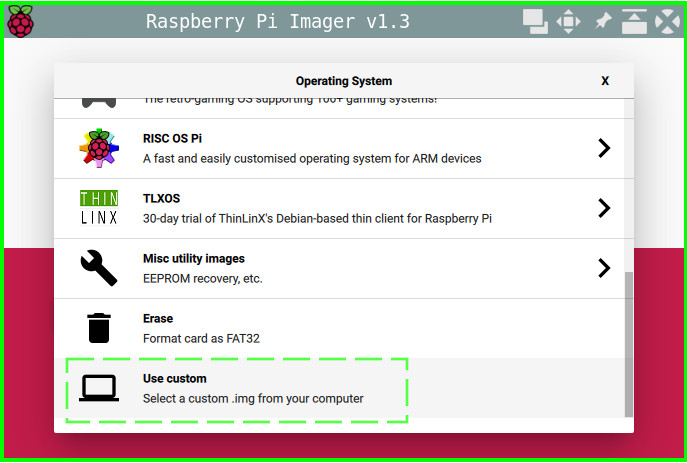 Raspberry Pi Imager v1.3
Operating System
X
The retro-gaming OS supporting 100+ gaming systems!
RISC OS Pi
A fast and easily customised operating system for ARM devices
THIN
LINX
TLXOS
30-day trial of ThinLinX's Debian-based thin client for Raspberry Pi
Misc utility images
EEPROM recovery, etc.
Erase
Format card as FAT32
Use custom
Select a custom .img from your computer